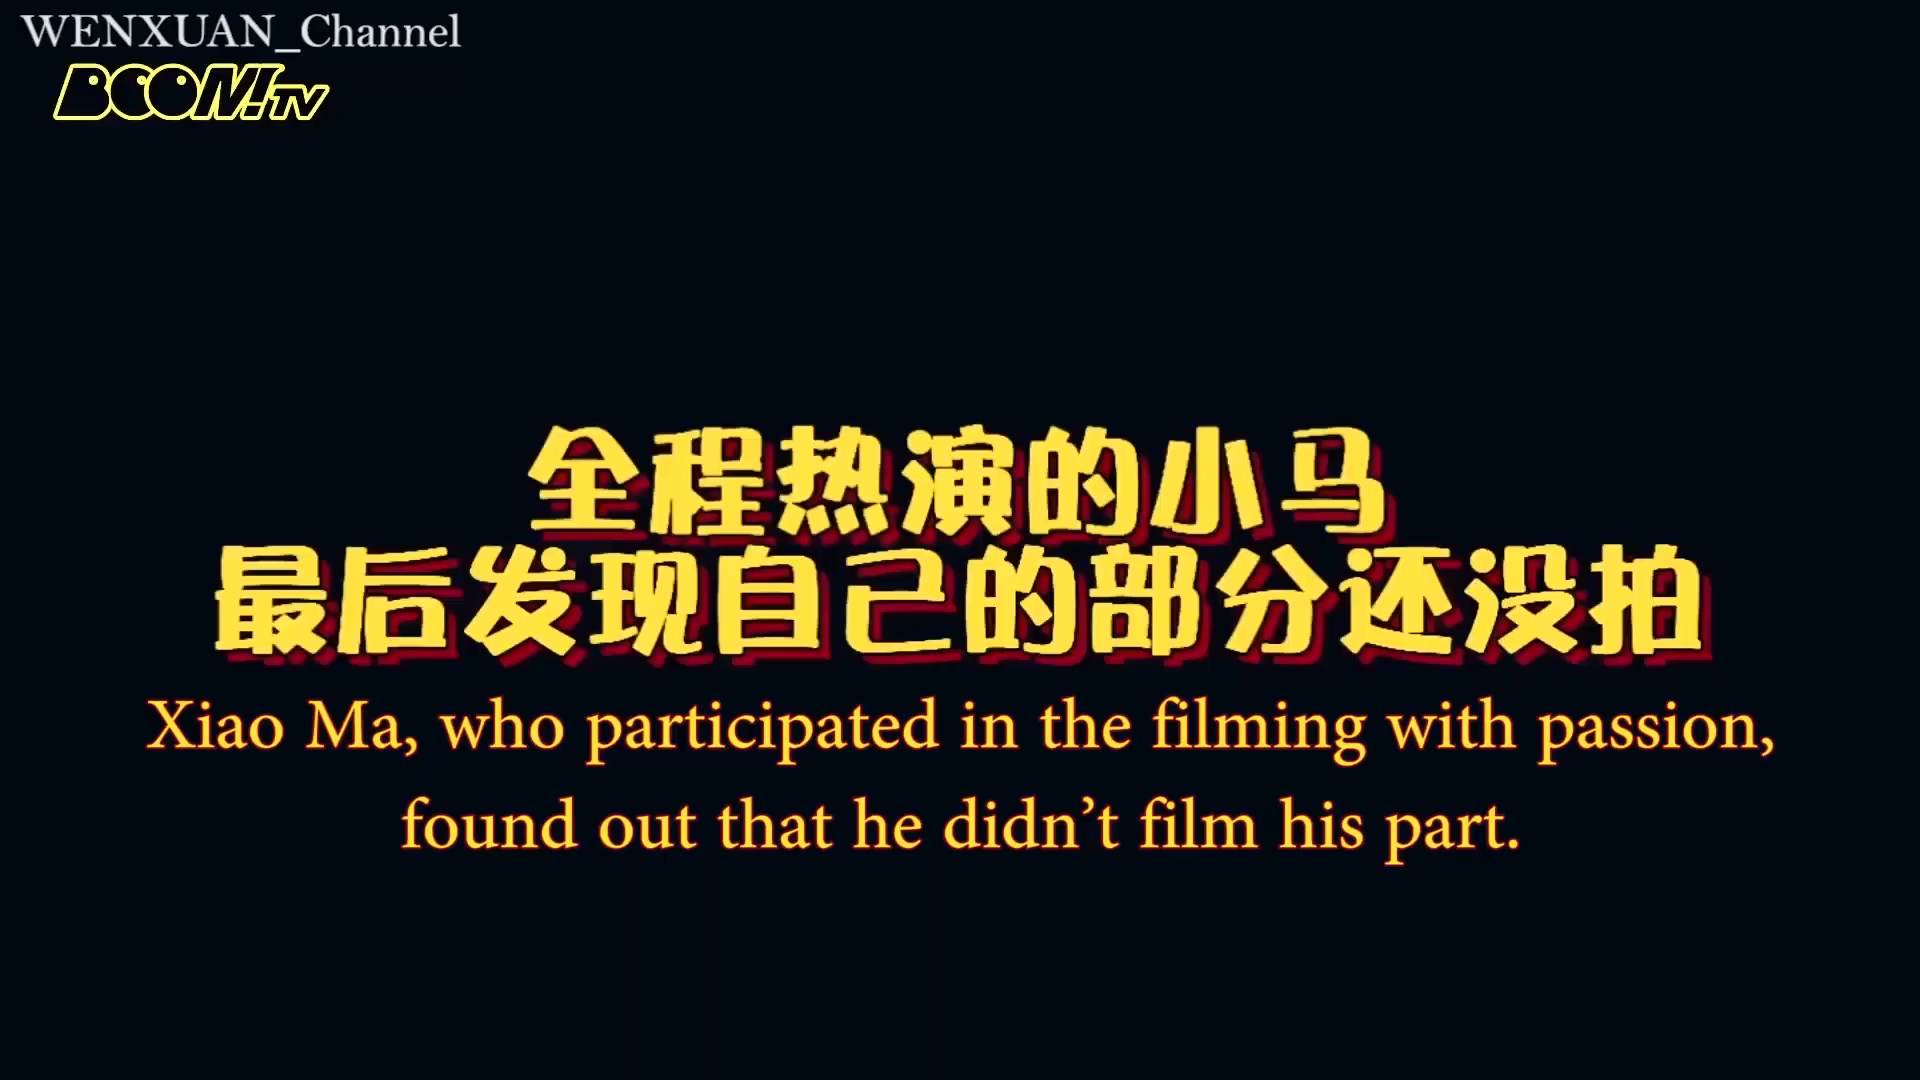 WENXUAN_Channel
BOOM!TV
全程热演的小马
最后发现自己的部分还没拍
Xiao Ma, who participated in the filming with passion,
found out that he didn’t film his part.